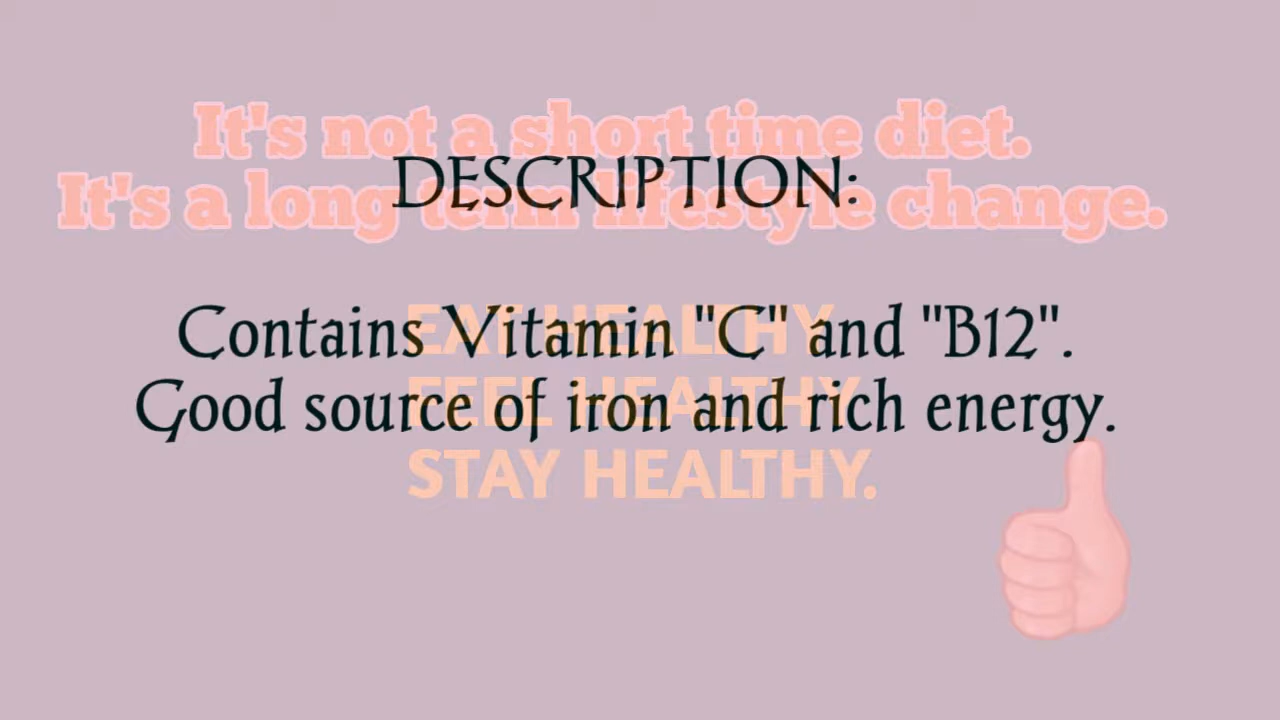 It's not a short time diet.
DESCRIPTION:
It's a long term lifestyle change.
Contains Vitamin "C" and "B12".
EAT HEALTHY
Good source of iron and rich energy.
FEEL HEALTHY
STAY HEALTHY.